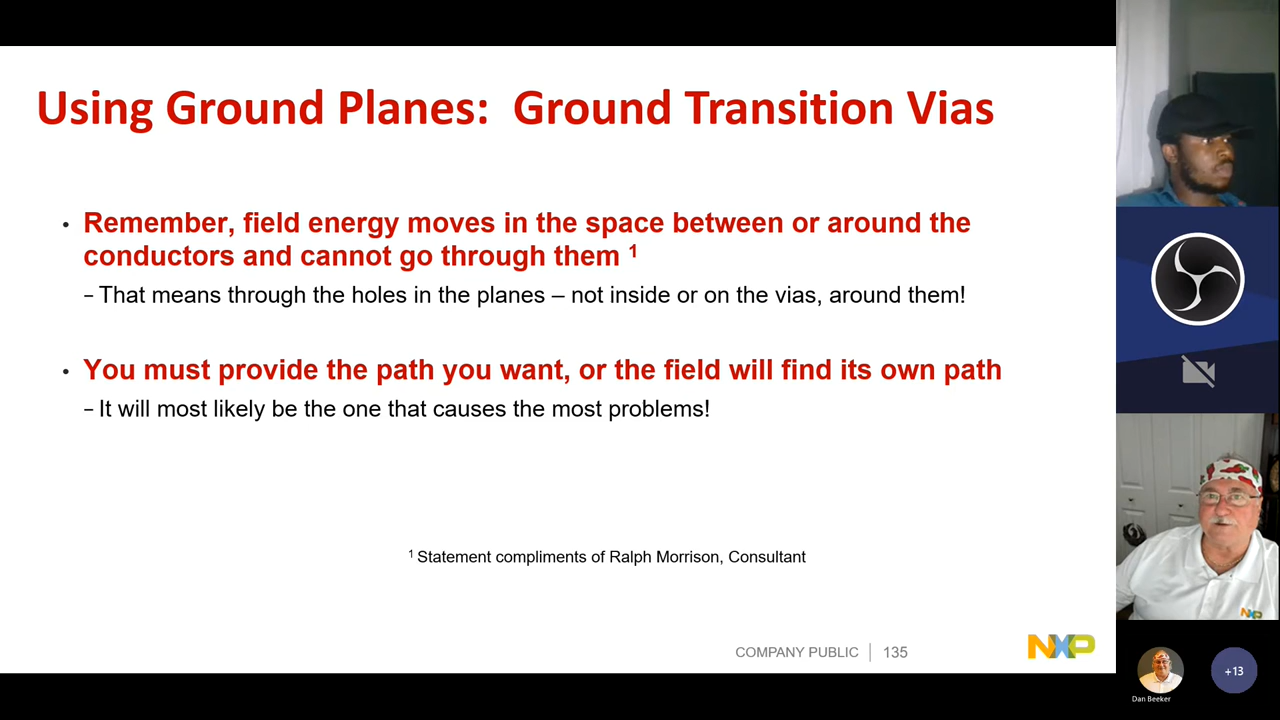 Using Ground Planes:  Ground Transition Vias
• Remember, field energy moves in the space between or around the
conductors and cannot go through them ¹
– That means through the holes in the planes – not inside or on the vias, around them!
• You must provide the path you want, or the field will find its own path
– It will most likely be the one that causes the most problems!
¹ Statement compliments of Ralph Morrison, Consultant
COMPANY PUBLIC | 135
NXP
NXP
Dan Beeker
+13